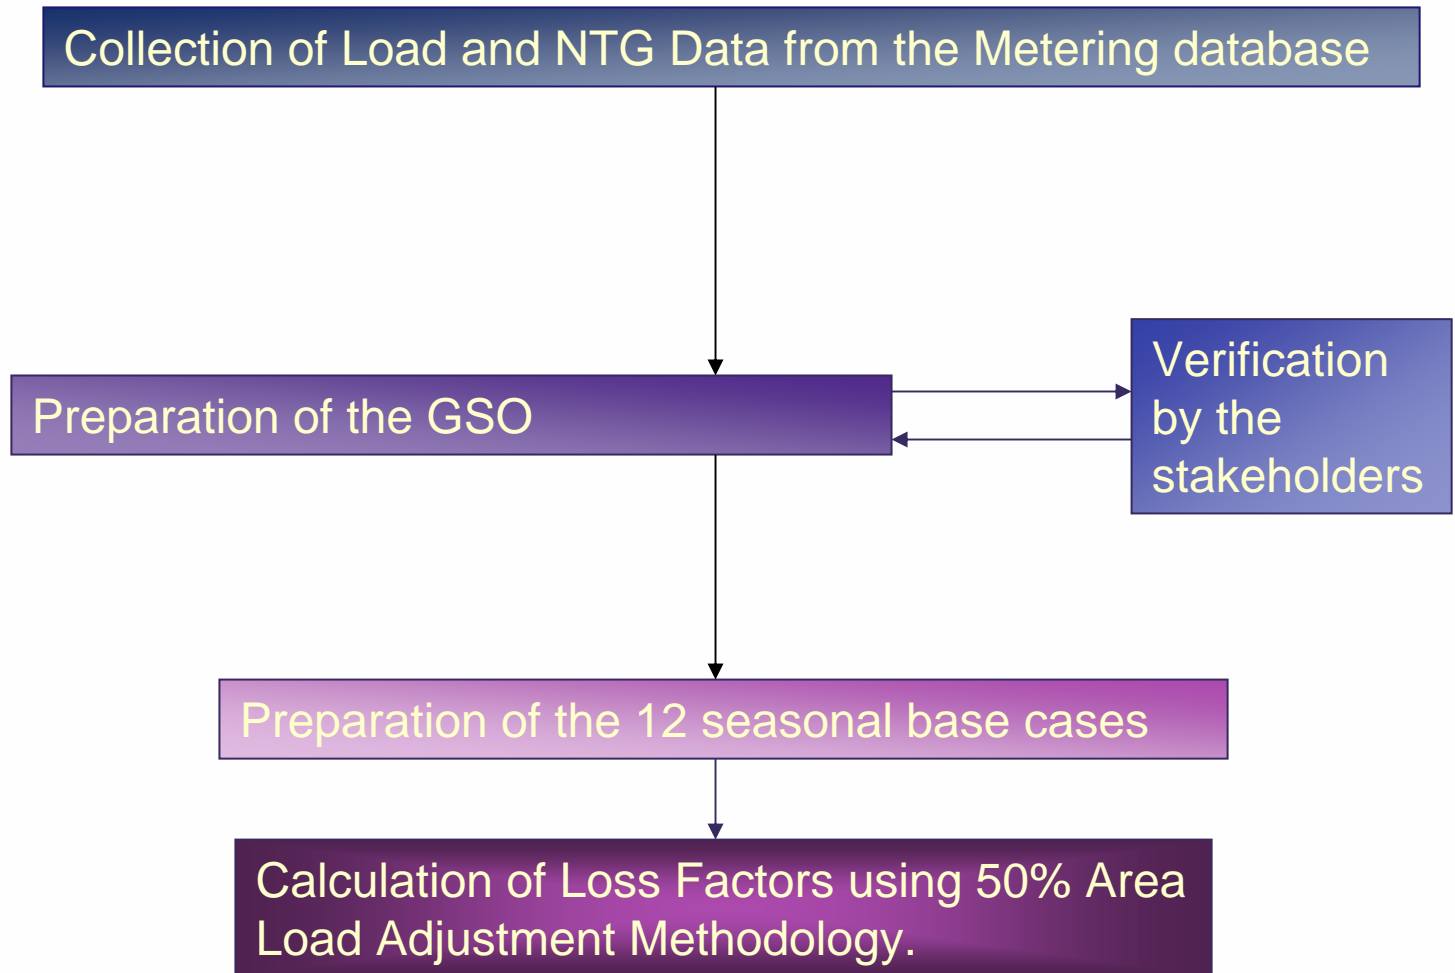 Collection of Load and NTG Data from the Metering database
Preparation of the GSO
Verification
by the
stakeholders
Preparation of the 12 seasonal base cases
Calculation of Loss Factors using 50% Area
Load Adjustment Methodology.